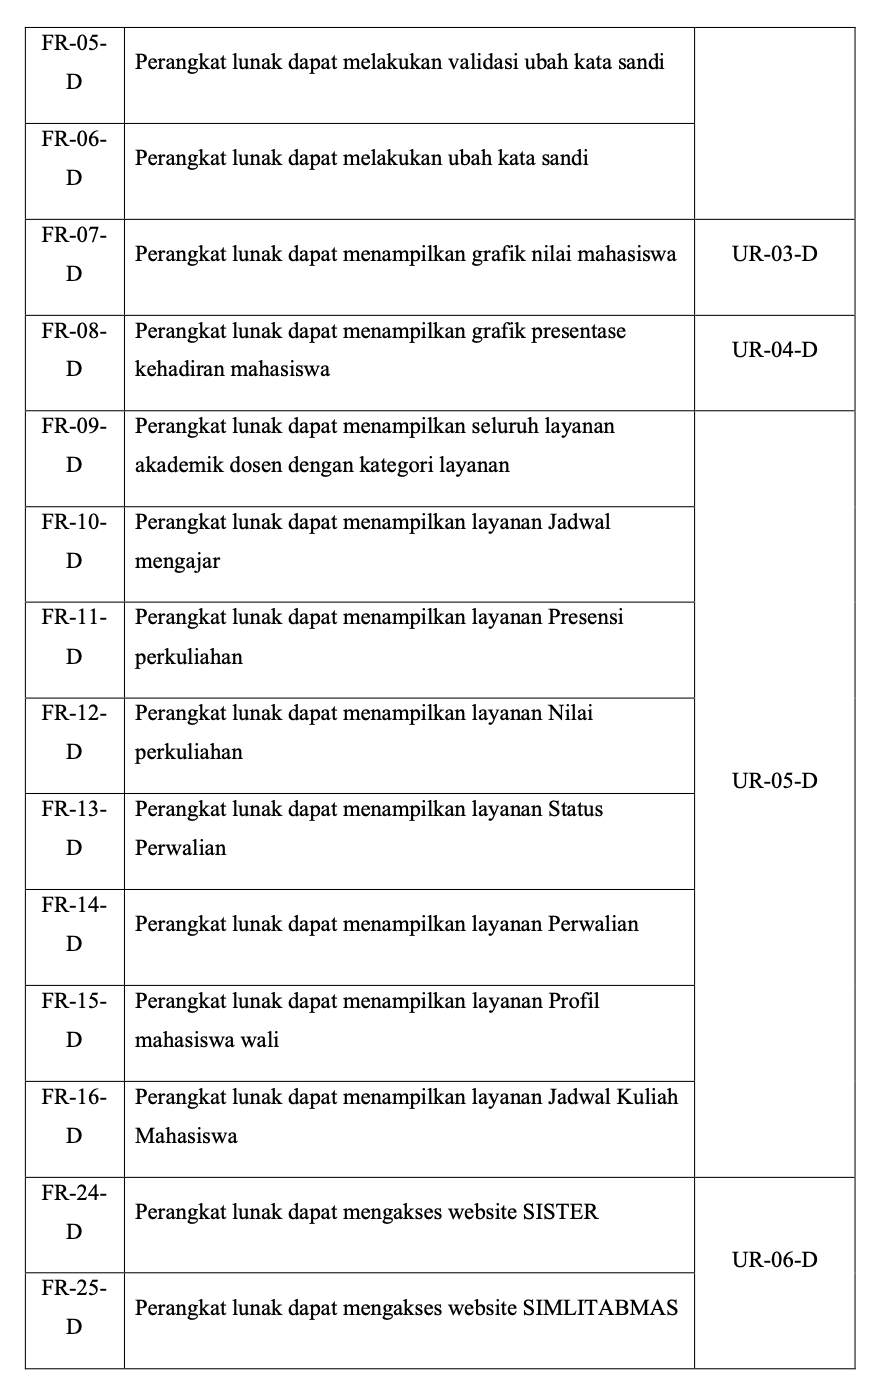 FR-05-
D
Perangkat lunak dapat melakukan validasi ubah kata sandi
FR-06-
D
Perangkat lunak dapat melakukan ubah kata sandi
FR-07-
D
Perangkat lunak dapat menampilkan grafik nilai mahasiswa
UR-03-D
FR-08-
D
Perangkat lunak dapat menampilkan grafik presentase
kehadiran mahasiswa
UR-04-D
FR-09-
D
Perangkat lunak dapat menampilkan seluruh layanan
akademik dosen dengan kategori layanan
FR-10-
D
Perangkat lunak dapat menampilkan layanan Jadwal
mengajar
FR-11-
D
Perangkat lunak dapat menampilkan layanan Presensi
perkuliahan
FR-12-
D
Perangkat lunak dapat menampilkan layanan Nilai
perkuliahan
UR-05-D
FR-13-
D
Perangkat lunak dapat menampilkan layanan Status
Perwalian
FR-14-
D
Perangkat lunak dapat menampilkan layanan Perwalian
FR-15-
D
Perangkat lunak dapat menampilkan layanan Profil
mahasiswa wali
FR-16-
D
Perangkat lunak dapat menampilkan layanan Jadwal Kuliah
Mahasiswa
FR-24-
D
Perangkat lunak dapat mengakses website SISTER
UR-06-D
FR-25-
D
Perangkat lunak dapat mengakses website SIMLITABMAS